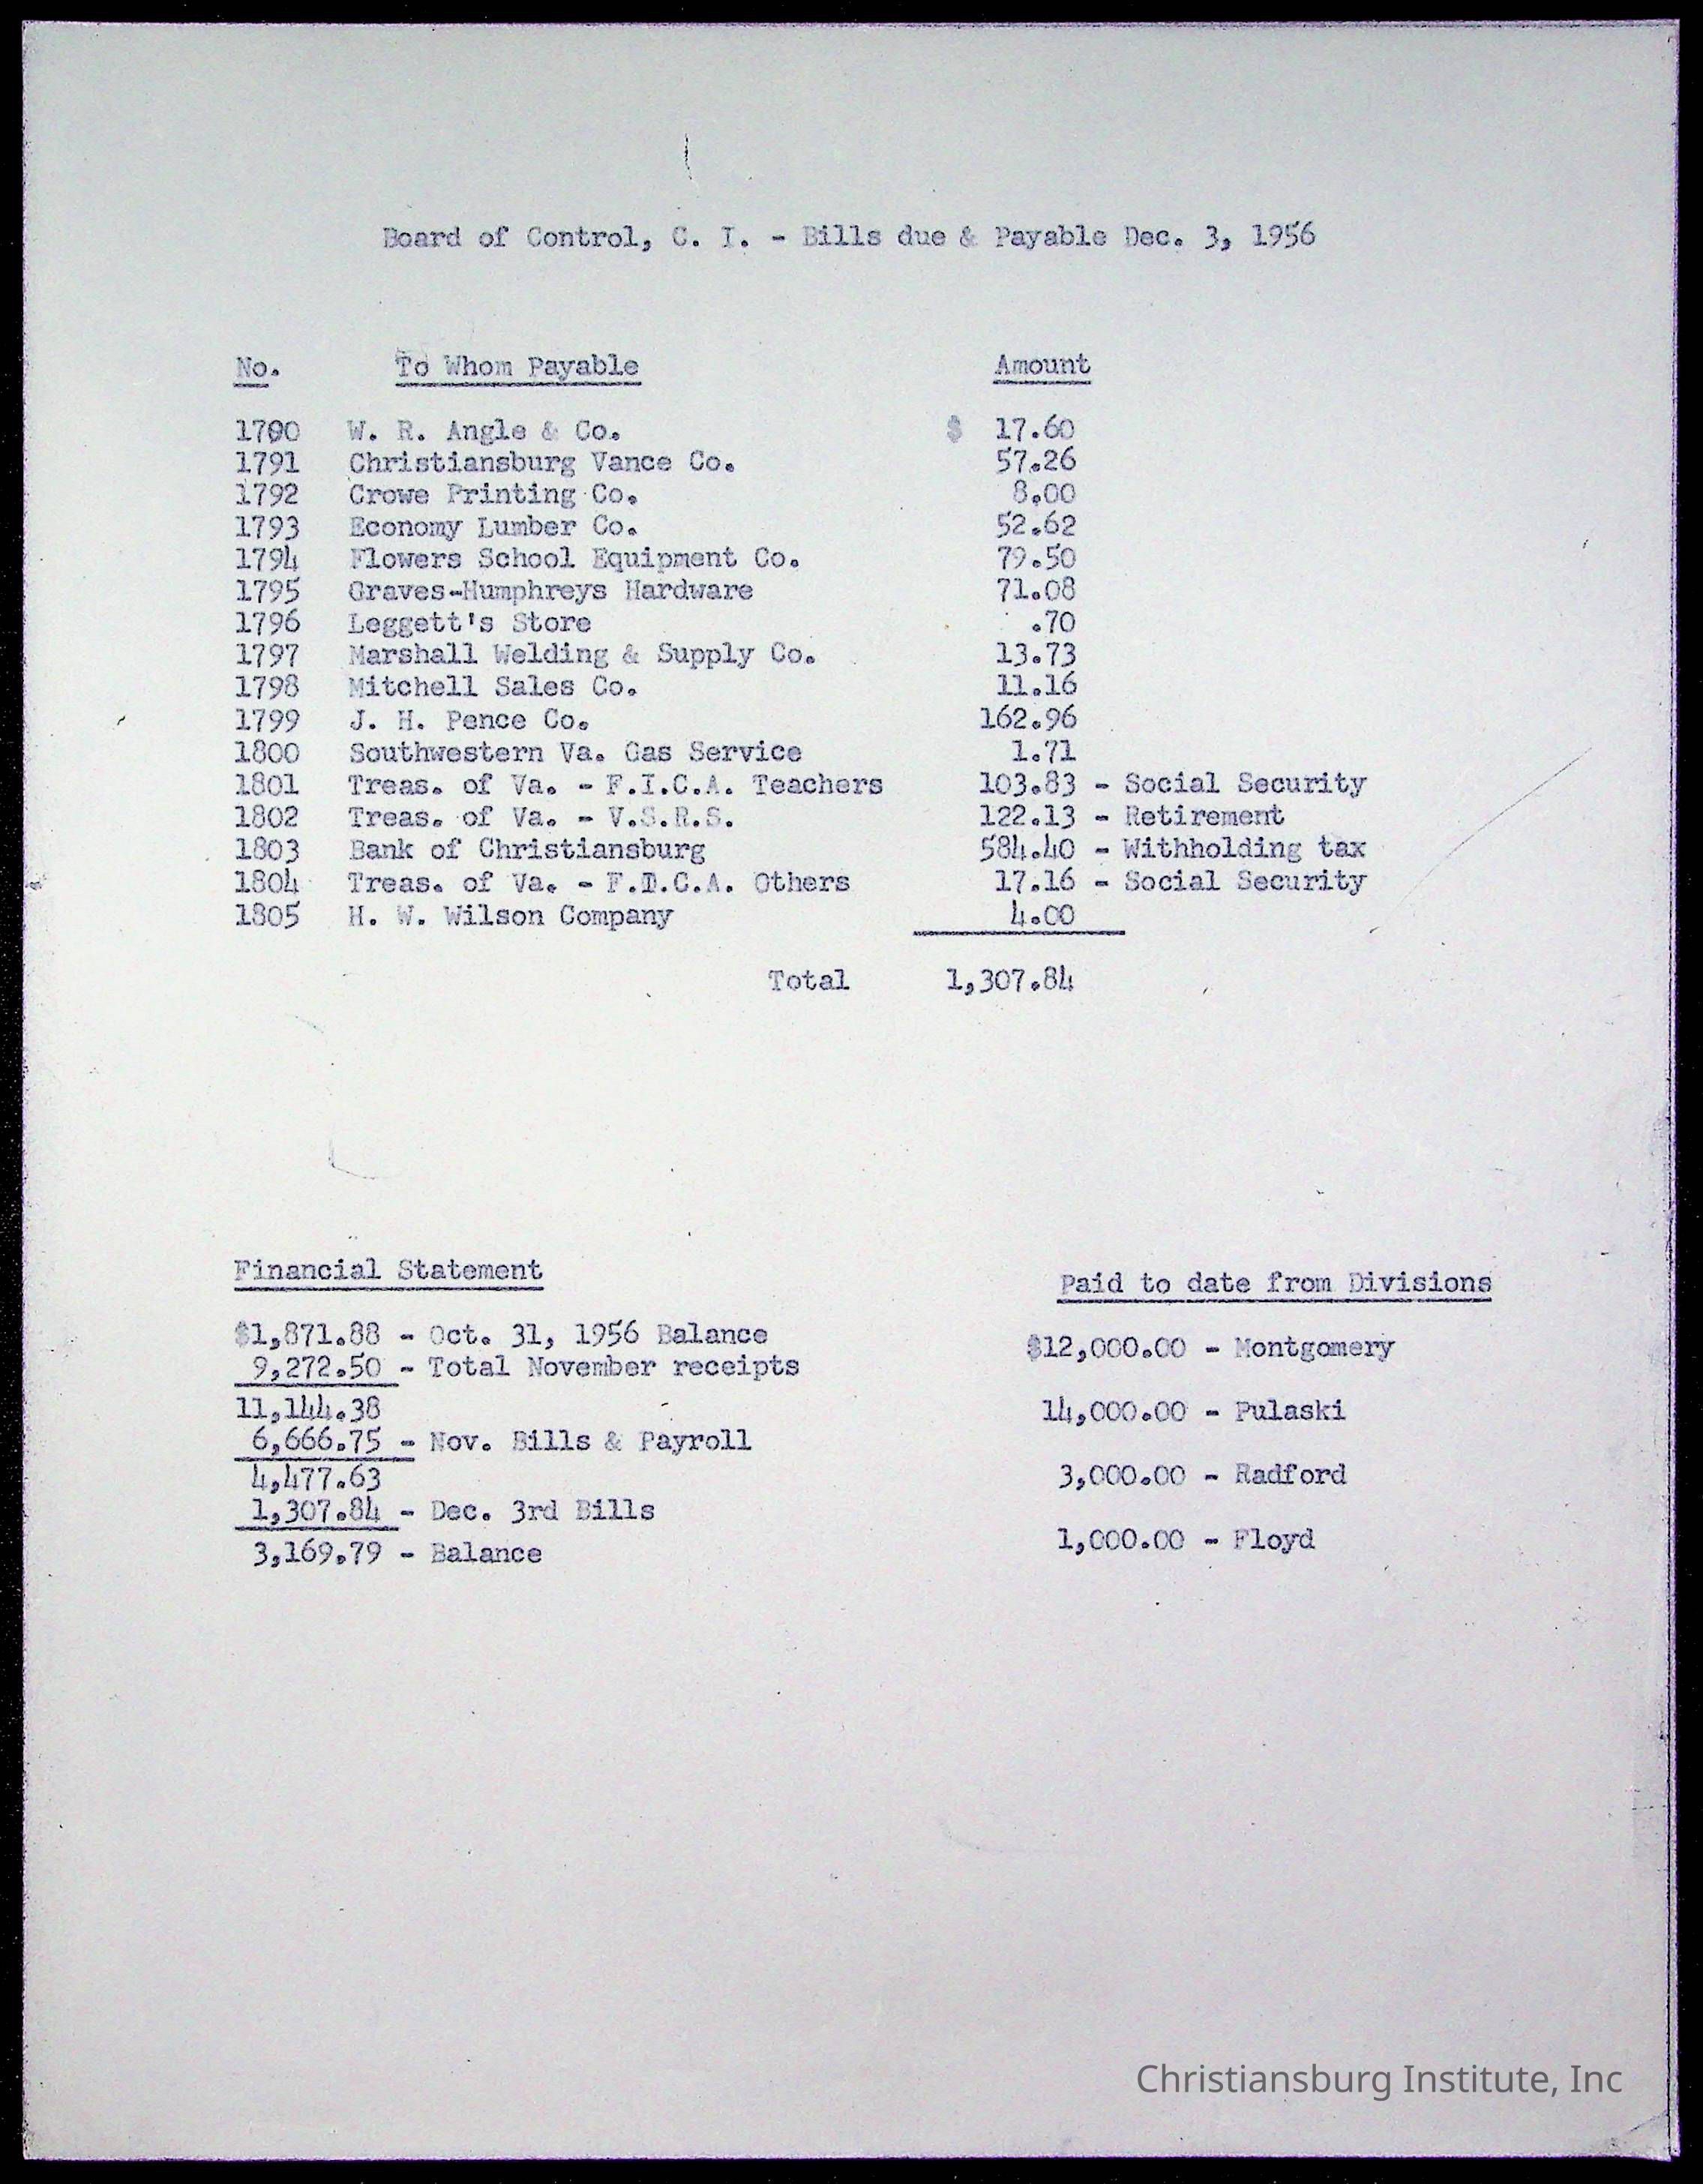 Board of Control, C. I. - Bills due & Payable Dec. 3, 1956
No. To Whom Payable Amount
1790 W. R. Angle & Co. $ 17.60
1791 Christiansburg Vance Co. 57.26
1792 Crowe Printing Co. 8.00
1793 Economy Lumber Co. 52.62
1794 Flowers School Equipment Co. 79.50
1795 Graves-Humphreys Hardware 71.08
1796 Leggett's Store .70
1797 Marshall Welding & Supply Co. 13.73
1798 Mitchell Sales Co. 11.16
1799 J. H. Pence Co. 162.96
1800 Southwestern Va. Gas Service 1.71
1801 Treas. of Va. - F.I.C.A. Teachers 103.83 - Social Security
1802 Treas. of Va. - V.S.R.S. 122.13 - Retirement
1803 Bank of Christiansburg 584.40 - Withholding tax
1804 Treas. of Va. - F.I.C.A. Others 17.16 - Social Security
1805 H. W. Wilson Company 4.00
Total 1,307.84
Financial Statement
$1,871.88 - Oct. 31, 1956 Balance
9,272.50 - Total November receipts
11,144.38
6,666.75 - Nov. Bills & Payroll
4,477.63
1,307.84 - Dec. 3rd Bills
3,169.79 - Balance
Paid to date from Divisions
$12,000.00 - Montgomery
14,000.00 - Pulaski
3,000.00 - Radford
1,000.00 - Floyd
Christiansburg Institute, Inc